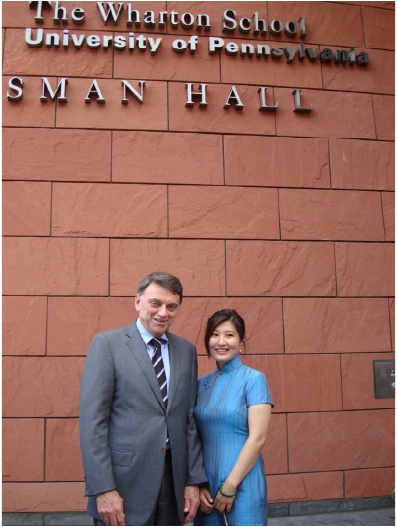 The Wharton School
University of Pennsylvania
SMAN HALL